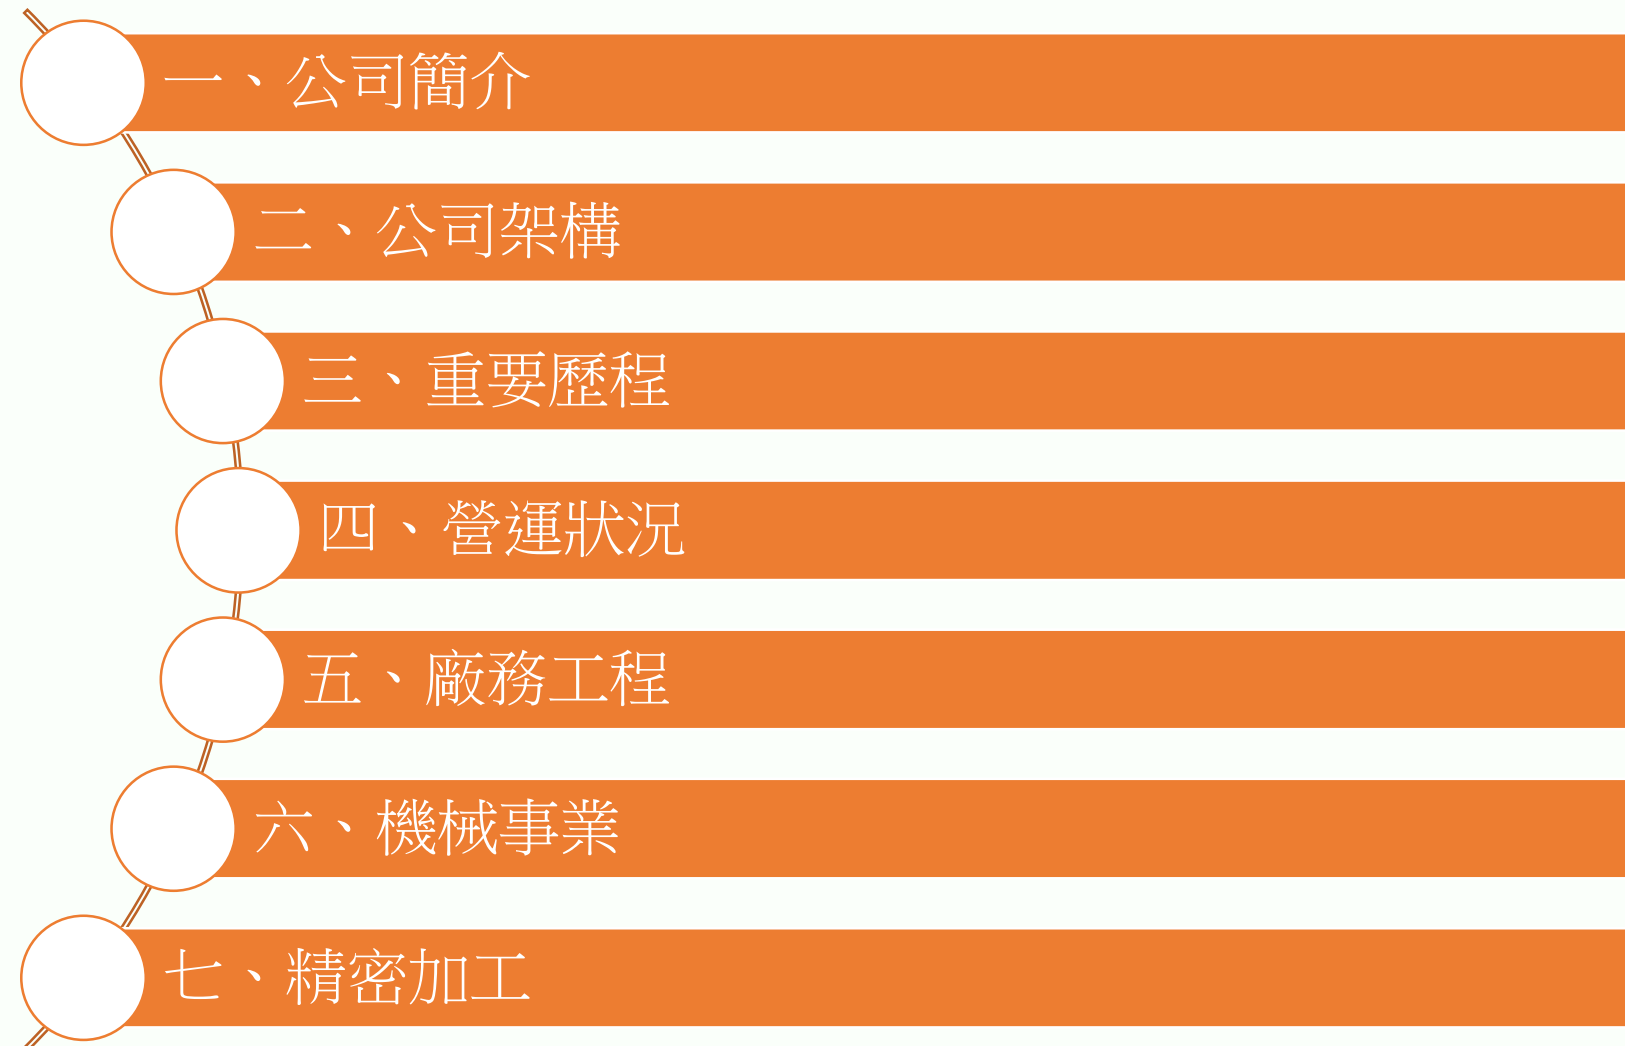 一、公司簡介
二、公司架構
三、重要歷程
四、營運狀況
五、廠務工程
六、機械事業
七、精密加工